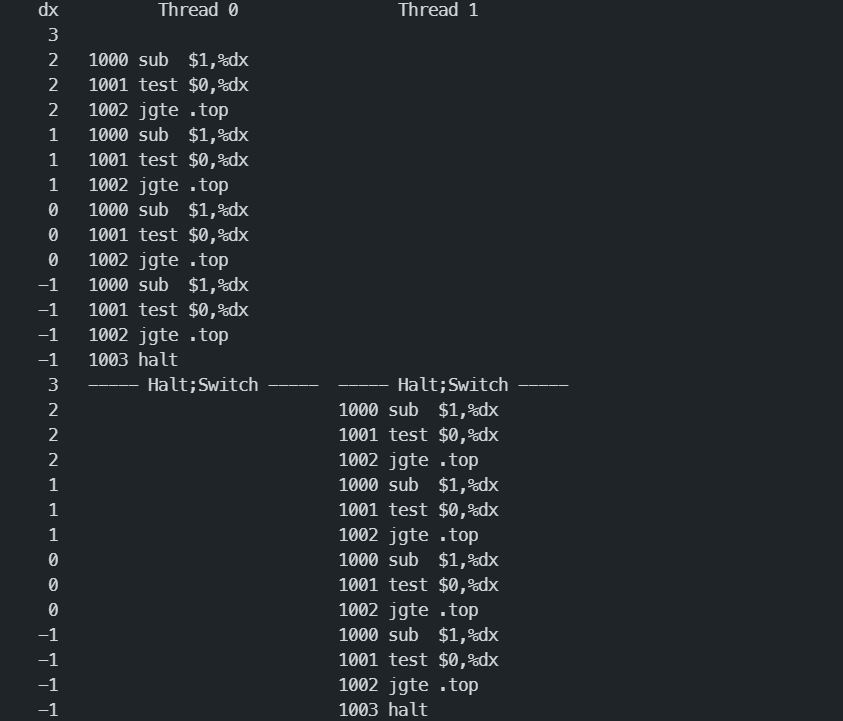 dx          Thread 0                Thread 1
 3
 2   1000 sub  $1,%dx
 2   1001 test $0,%dx
 2   1002 jgte .top
 1   1000 sub  $1,%dx
 1   1001 test $0,%dx
 1   1002 jgte .top
 0   1000 sub  $1,%dx
 0   1001 test $0,%dx
 0   1002 jgte .top
-1   1000 sub  $1,%dx
-1   1001 test $0,%dx
-1   1002 jgte .top
-1   1003 halt
 3   ----- Halt;Switch -----  ----- Halt;Switch -----
 2                            1000 sub  $1,%dx
 2                            1001 test $0,%dx
 2                            1002 jgte .top
 1                            1000 sub  $1,%dx
 1                            1001 test $0,%dx
 1                            1002 jgte .top
 0                            1000 sub  $1,%dx
 0                            1001 test $0,%dx
 0                            1002 jgte .top
-1                            1000 sub  $1,%dx
-1                            1001 test $0,%dx
-1                            1002 jgte .top
-1                            1003 halt